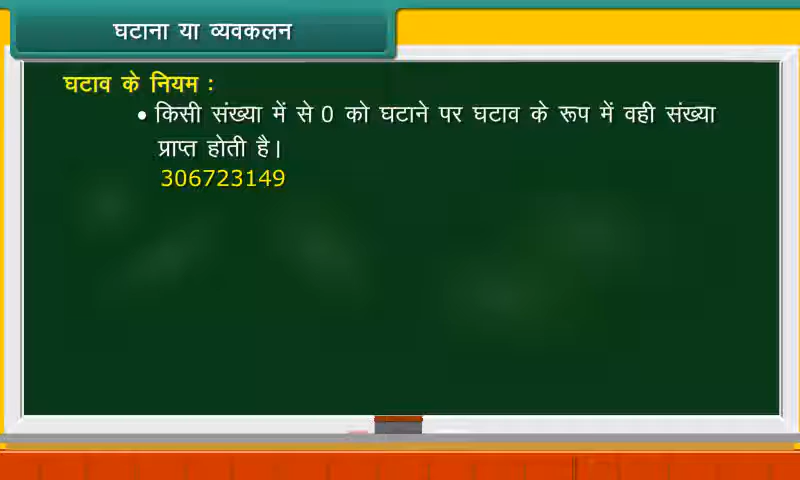 घटाना या व्यवकलन
घटाव के नियम :
• किसी संख्या में से 0 को घटाने पर घटाव के रूप में वही संख्या
प्राप्त होती है।
306723149